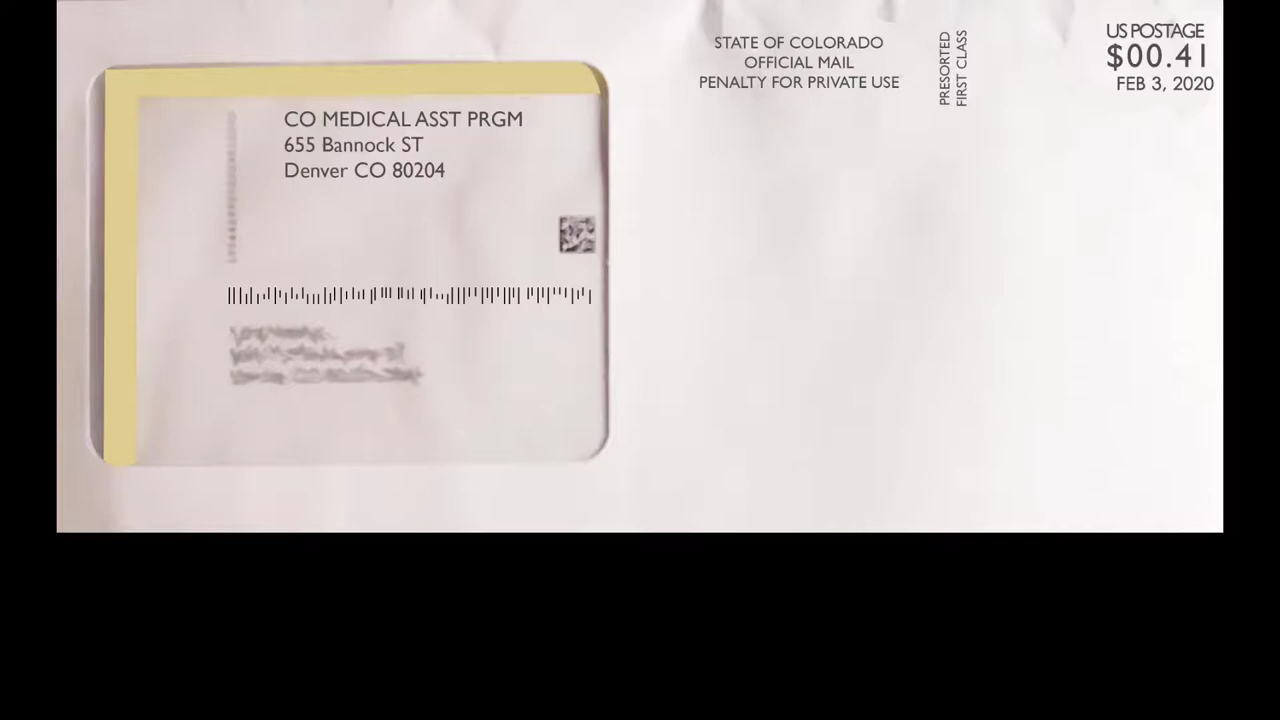 STATE OF COLORADO
OFFICIAL MAIL
PENALTY FOR PRIVATE USE
PRESORTED
FIRST CLASS
US POSTAGE
$00.41
FEB 3, 2020
CO MEDICAL ASST PRGM
655 Bannock ST
Denver CO 80204